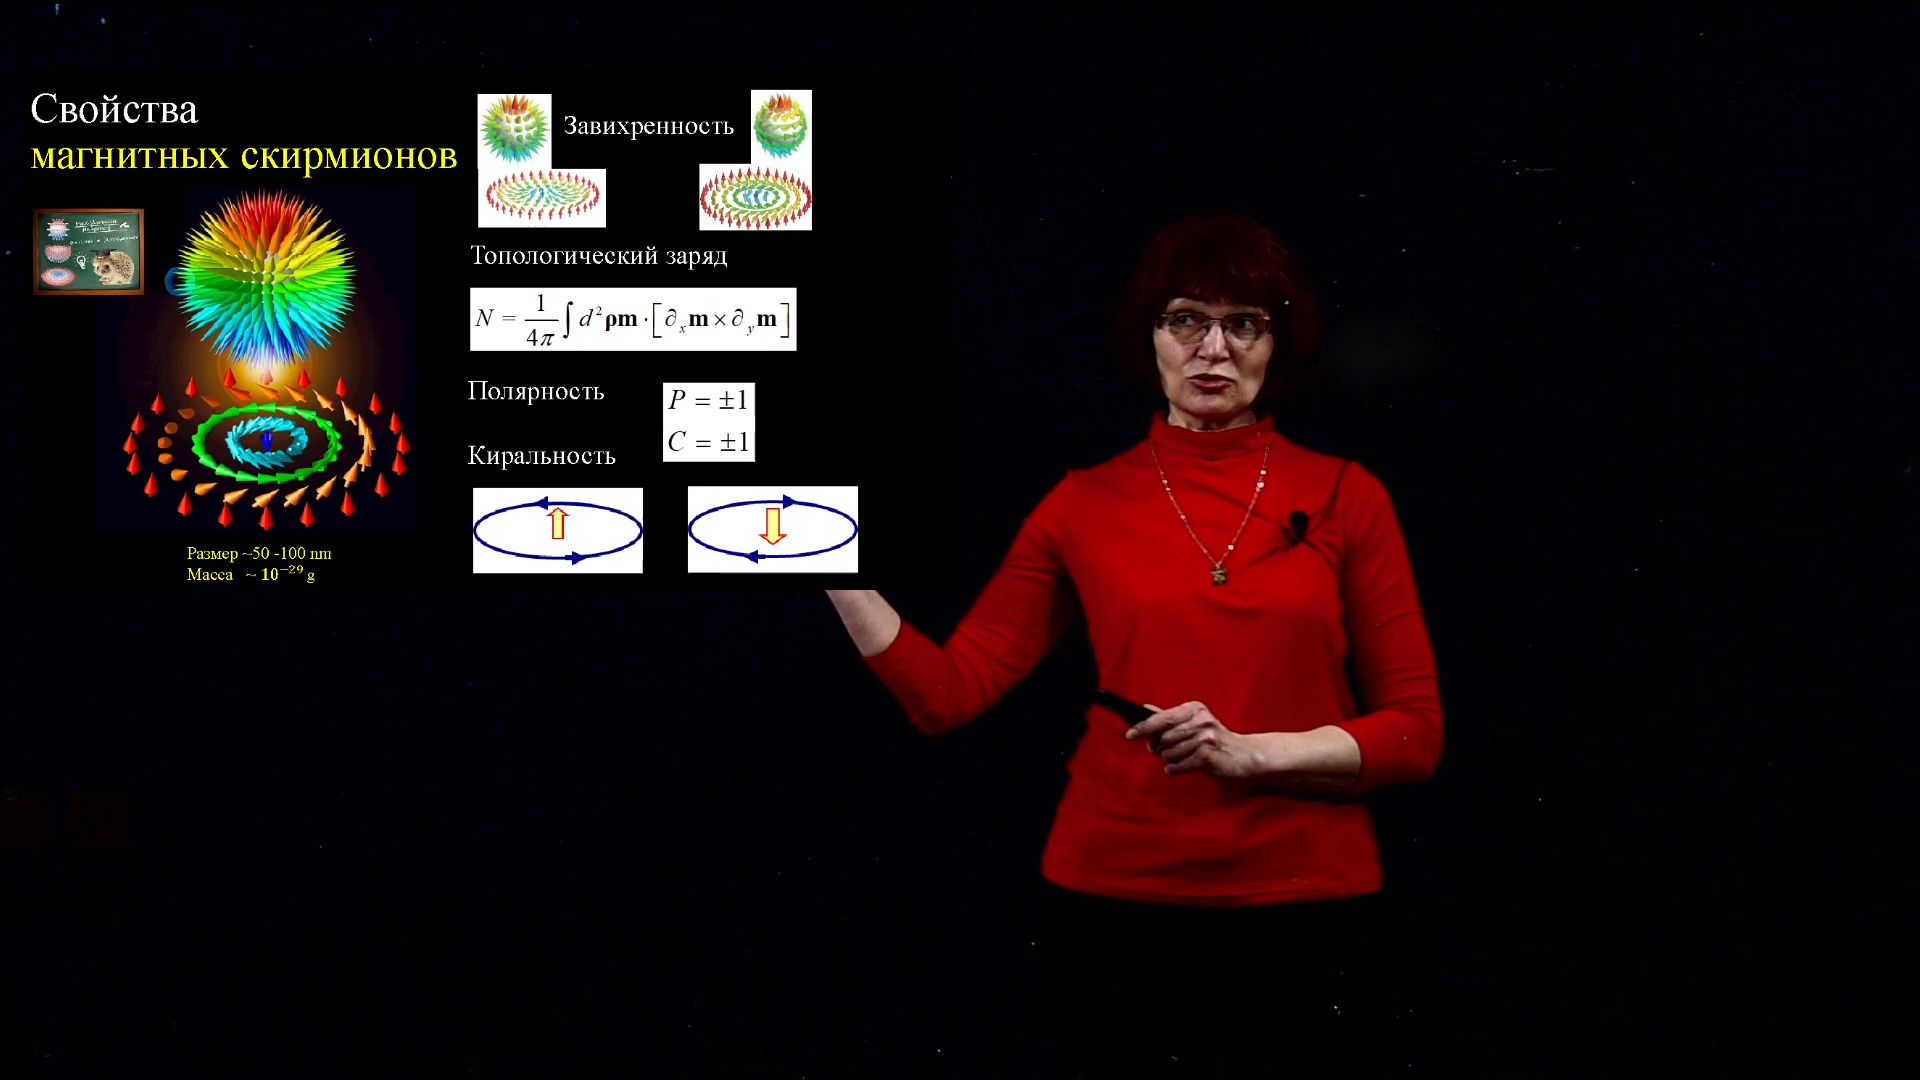 Свойства
магнитных скирмионов
Размер ~50 -100 nm
Масса ~ 10⁻²⁹ g
Завихренность
Топологический заряд
N = 1/4π ∫ d²ρm · [∂ₓm × ∂ᵧm]
Полярность
P = ±1
C = ±1
Киральность